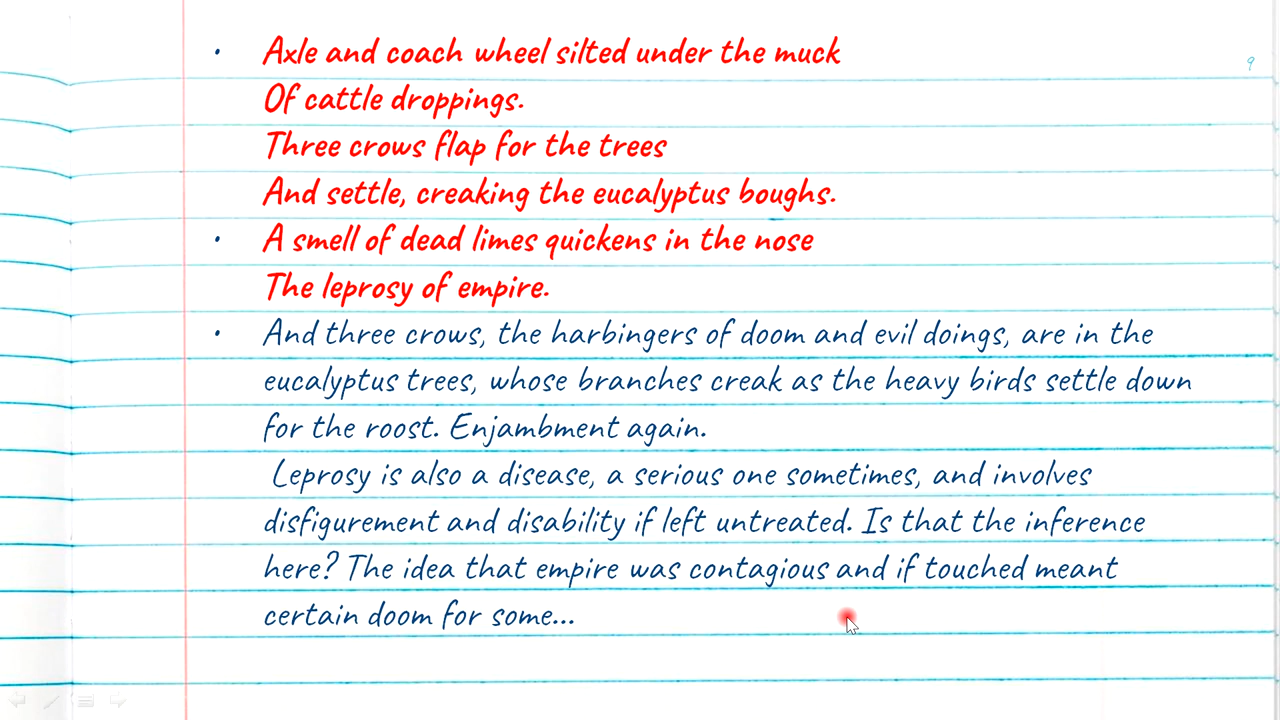 • Axle and coach wheel silted under the muck
9
Of cattle droppings.
Three crows flap for the trees
And settle, creaking the eucalyptus boughs.
• A smell of dead limes quickens in the nose
The leprosy of empire.
• And three crows, the harbingers of doom and evil doings, are in the
eucalyptus trees, whose branches creak as the heavy birds settle down
for the roost. Enjambment again.
Leprosy is also a disease, a serious one sometimes, and involves
disfigurement and disability if left untreated. Is that the inference
here? The idea that empire was contagious and if touched meant
certain doom for some...